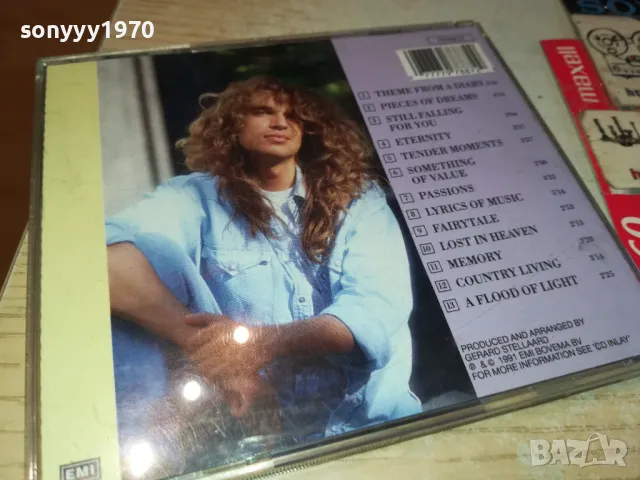 sonyyy1970
1 THEME FROM A DIARY
2 PIECES OF DREAMS
3 STILL FALLING
FOR YOU
4 ETERNITY
5 TENDER MOMENTS
6 SOMETHING
OF VALUE
7 PASSIONS
8 LYRICS OF MUSIC
9 FAIRYTALE
10 LOST IN HEAVEN
11 MEMORY
12 COUNTRY LIVING
13 A FLOOD OF LIGHT 2'25
PRODUCED AND ARRANGED BY
GERARD STELLAARD
℗ & © 1991 EMI BOVEMA BV
FOR MORE INFORMATION SEE "CD INLAY"
EMI
maxell
BAZAR
bg